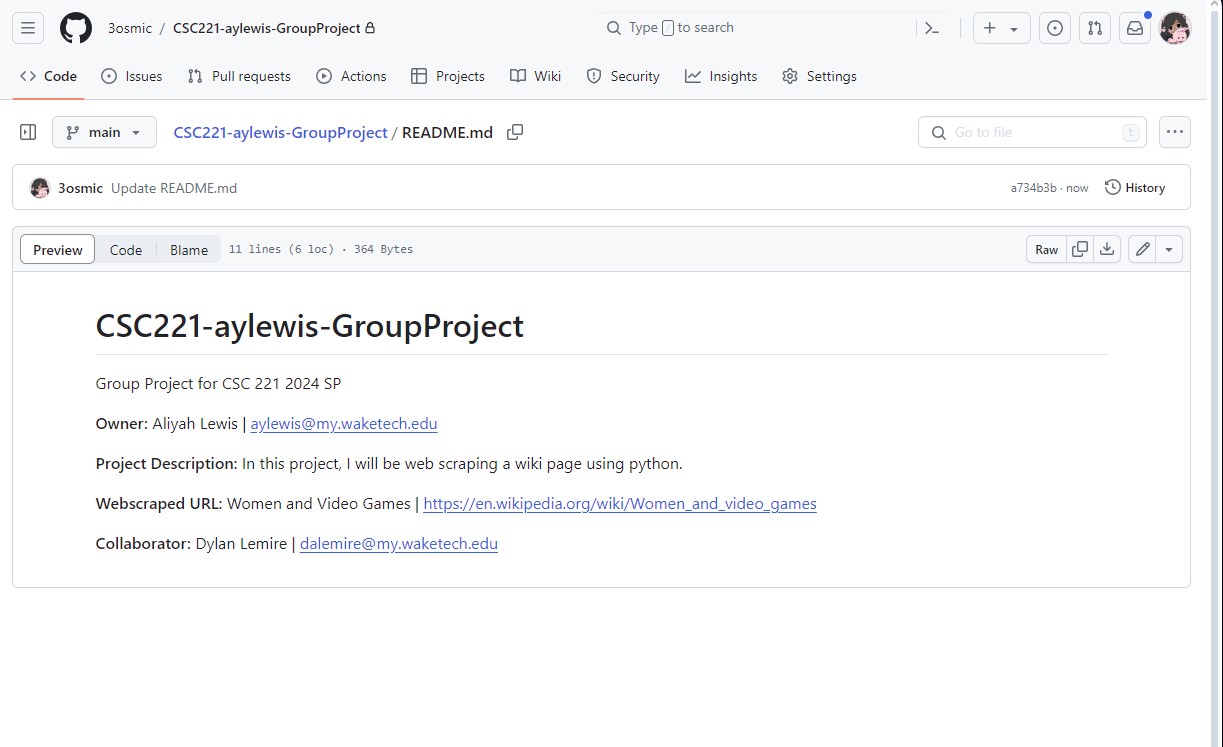 3osmic / CSC221-aylewis-GroupProject
Type / to search
Code Issues Pull requests Actions Projects Wiki Security Insights Settings
main CSC221-aylewis-GroupProject / README.md
Go to file t
3osmic Update README.md a734b3b · now History
Preview Code Blame 11 lines (6 loc) · 364 Bytes Raw
CSC221-aylewis-GroupProject
Group Project for CSC 221 2024 SP
Owner: Aliyah Lewis | aylewis@my.waketech.edu
Project Description: In this project, I will be web scraping a wiki page using python.
Webscraped URL: Women and Video Games | https://en.wikipedia.org/wiki/Women_and_video_games
Collaborator: Dylan Lemire | dalemire@my.waketech.edu